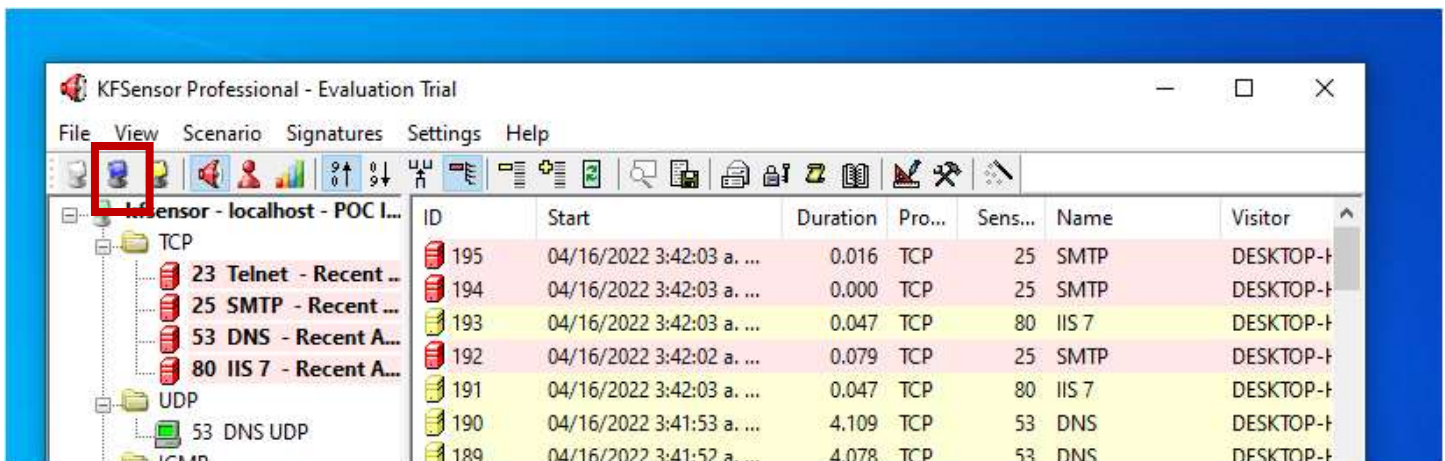 KFSensor Professional - Evaluation Trial
File View Scenario Signatures Settings Help
kfsensor - localhost - POC I...
TCP
23 Telnet - Recent ...
25 SMTP - Recent ...
53 DNS - Recent A...
80 IIS 7 - Recent A...
UDP
53 DNS UDP
ID Start Duration Pro... Sens... Name Visitor
195 04/16/2022 3:42:03 a. ... 0.016 TCP 25 SMTP DESKTOP-H
194 04/16/2022 3:42:03 a. ... 0.000 TCP 25 SMTP DESKTOP-H
193 04/16/2022 3:42:03 a. ... 0.047 TCP 80 IIS 7 DESKTOP-H
192 04/16/2022 3:42:02 a. ... 0.079 TCP 25 SMTP DESKTOP-H
191 04/16/2022 3:42:03 a. ... 0.047 TCP 80 IIS 7 DESKTOP-H
190 04/16/2022 3:41:53 a. ... 4.109 TCP 53 DNS DESKTOP-H
189 04/16/2022 3:41:52 a. ... 4.078 TCP 53 DNS DESKTOP-H